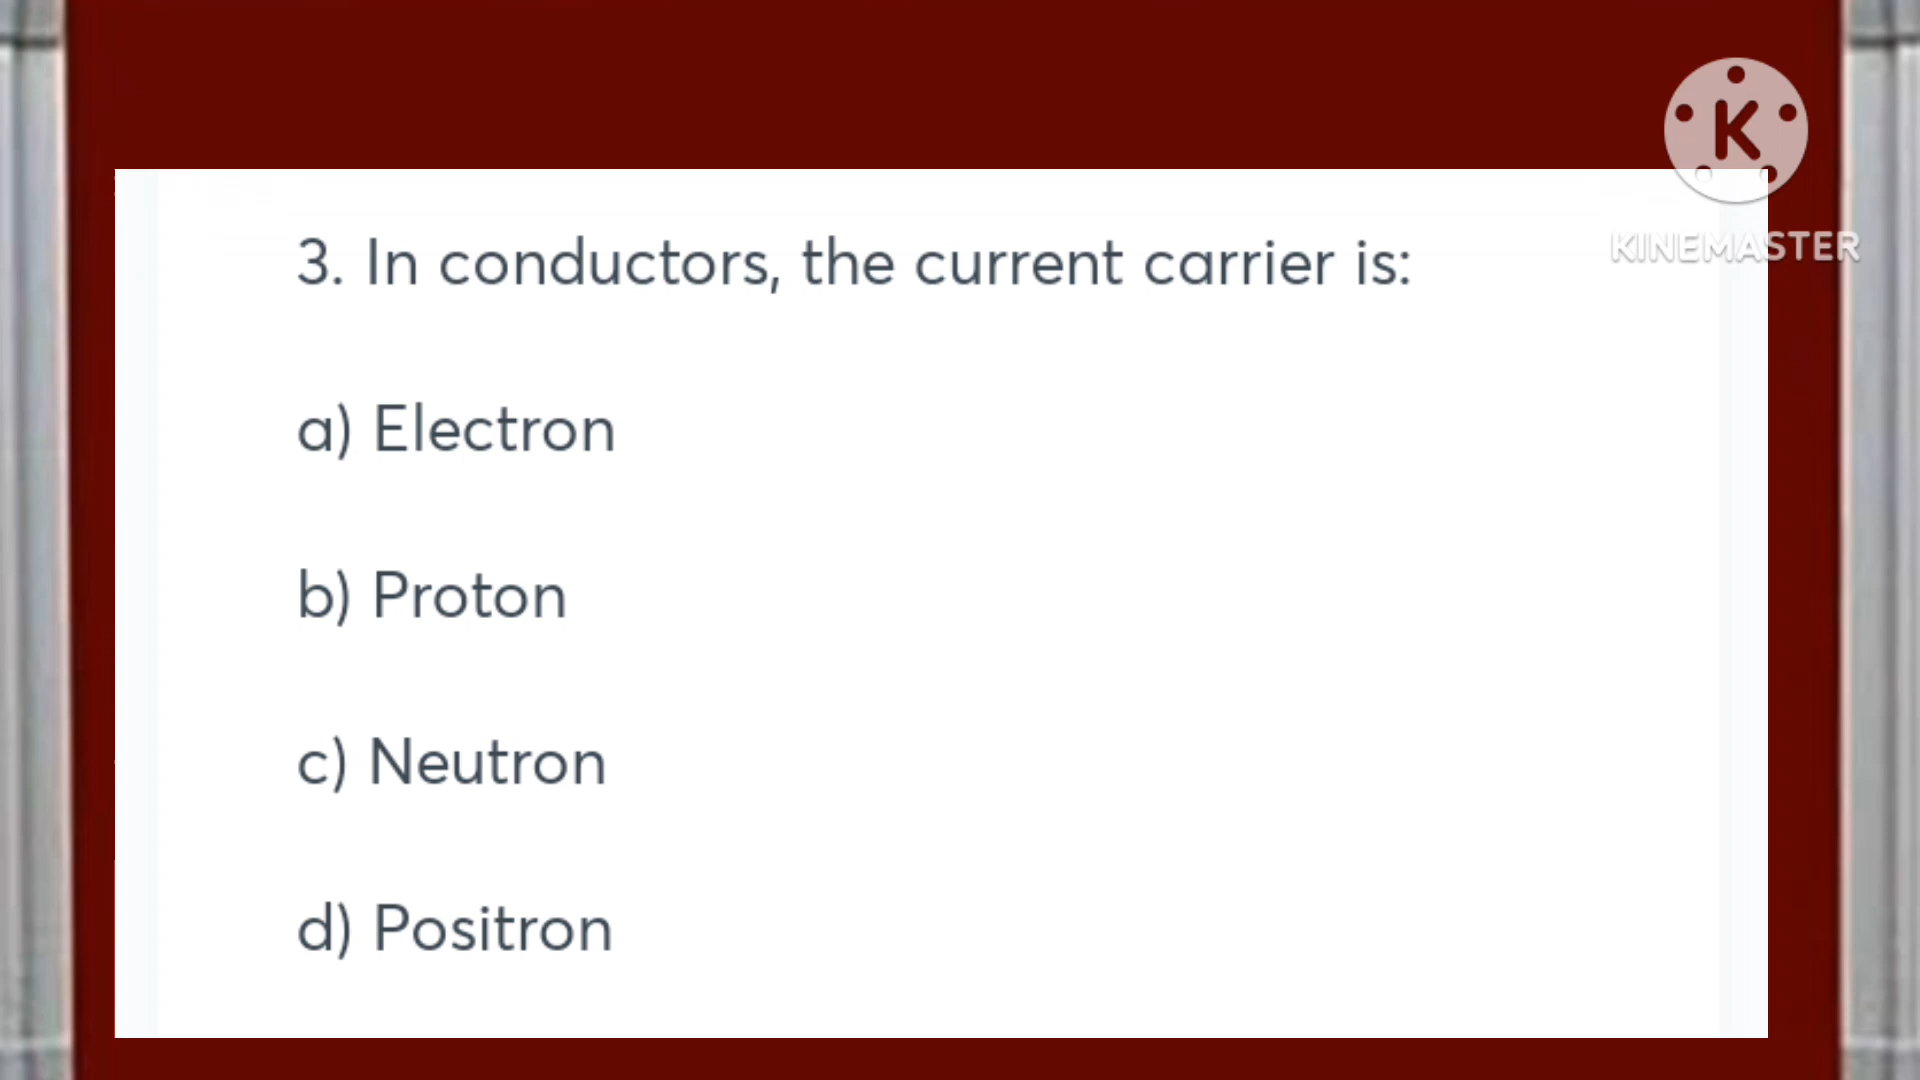 K
KINEMASTER
3. In conductors, the current carrier is:
a) Electron
b) Proton
c) Neutron
d) Positron